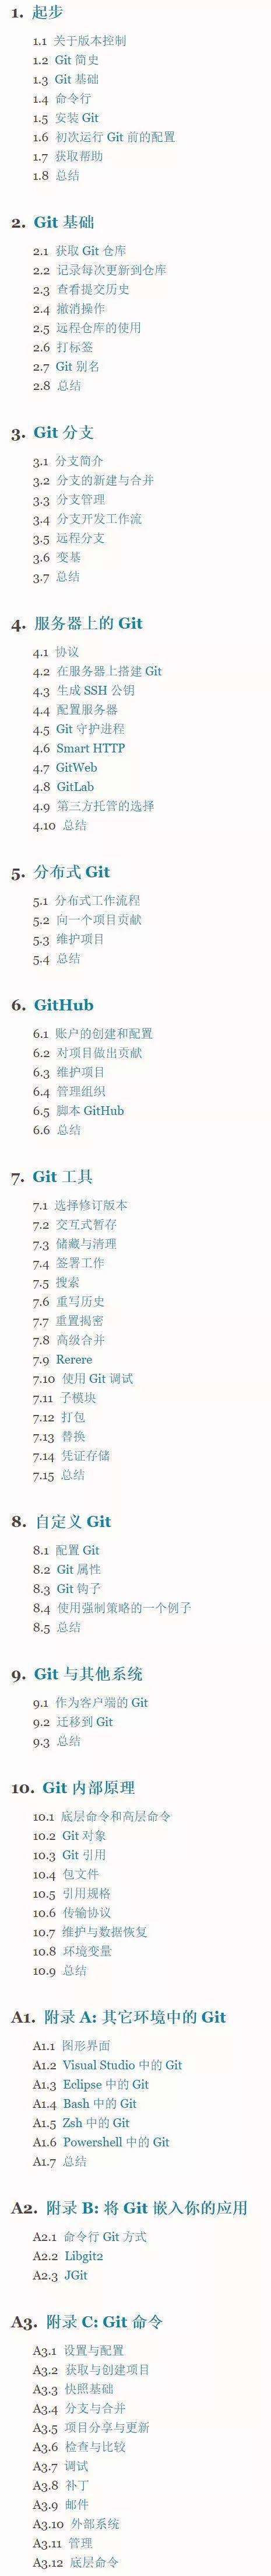 1. 起步
1.1 关于版本控制
1.2 Git 简史
1.3 Git 基础
1.4 命令行
1.5 安装 Git
1.6 初次运行 Git 前的配置
1.7 获取帮助
1.8 总结
2. Git 基础
2.1 获取 Git 仓库
2.2 记录每次更新到仓库
2.3 查看提交历史
2.4 撤消操作
2.5 远程仓库的使用
2.6 打标签
2.7 Git 别名
2.8 总结
3. Git 分支
3.1 分支简介
3.2 分支的新建与合并
3.3 分支管理
3.4 分支开发工作流
3.5 远程分支
3.6 变基
3.7 总结
4. 服务器上的 Git
4.1 协议
4.2 在服务器上搭建 Git
4.3 生成 SSH 公钥
4.4 配置服务器
4.5 Git 守护进程
4.6 Smart HTTP
4.7 GitWeb
4.8 GitLab
4.9 第三方托管的选择
4.10 总结
5. 分布式 Git
5.1 分布式工作流程
5.2 向一个项目贡献
5.3 维护项目
5.4 总结
6. GitHub
6.1 账户的创建和配置
6.2 对项目做出贡献
6.3 维护项目
6.4 管理组织
6.5 脚本 GitHub
6.6 总结
7. Git 工具
7.1 选择修订版本
7.2 交互式暂存
7.3 储藏与清理
7.4 签署工作
7.5 搜索
7.6 重写历史
7.7 重置揭密
7.8 高级合并
7.9 Rerere
7.10 使用 Git 调试
7.11 子模块
7.12 打包
7.13 替换
7.14 凭证存储
7.15 总结
8. 自定义 Git
8.1 配置 Git
8.2 Git 属性
8.3 Git 钩子
8.4 使用强制策略的一个例子
8.5 总结
9. Git 与其他系统
9.1 作为客户端的 Git
9.2 迁移到 Git
9.3 总结
10. Git 内部原理
10.1 底层命令和高层命令
10.2 Git 对象
10.3 Git 引用
10.4 包文件
10.5 引用规格
10.6 传输协议
10.7 维护与数据恢复
10.8 环境变量
10.9 总结
A1. 附录 A: 其它环境中的 Git
A1.1 图形界面
A1.2 Visual Studio 中的 Git
A1.3 Eclipse 中的 Git
A1.4 Bash 中的 Git
A1.5 Zsh 中的 Git
A1.6 Powershell 中的 Git
A1.7 总结
A2. 附录 B: 将 Git 嵌入你的应用
A2.1 命令行 Git 方式
A2.2 Libgit2
A2.3 JGit
A3. 附录 C: Git 命令
A3.1 设置与配置
A3.2 获取与创建项目
A3.3 快照基础
A3.4 分支与合并
A3.5 项目分享与更新
A3.6 检查与比较
A3.7 调试
A3.8 补丁
A3.9 邮件
A3.10 外部系统
A3.11 管理
A3.12 底层命令